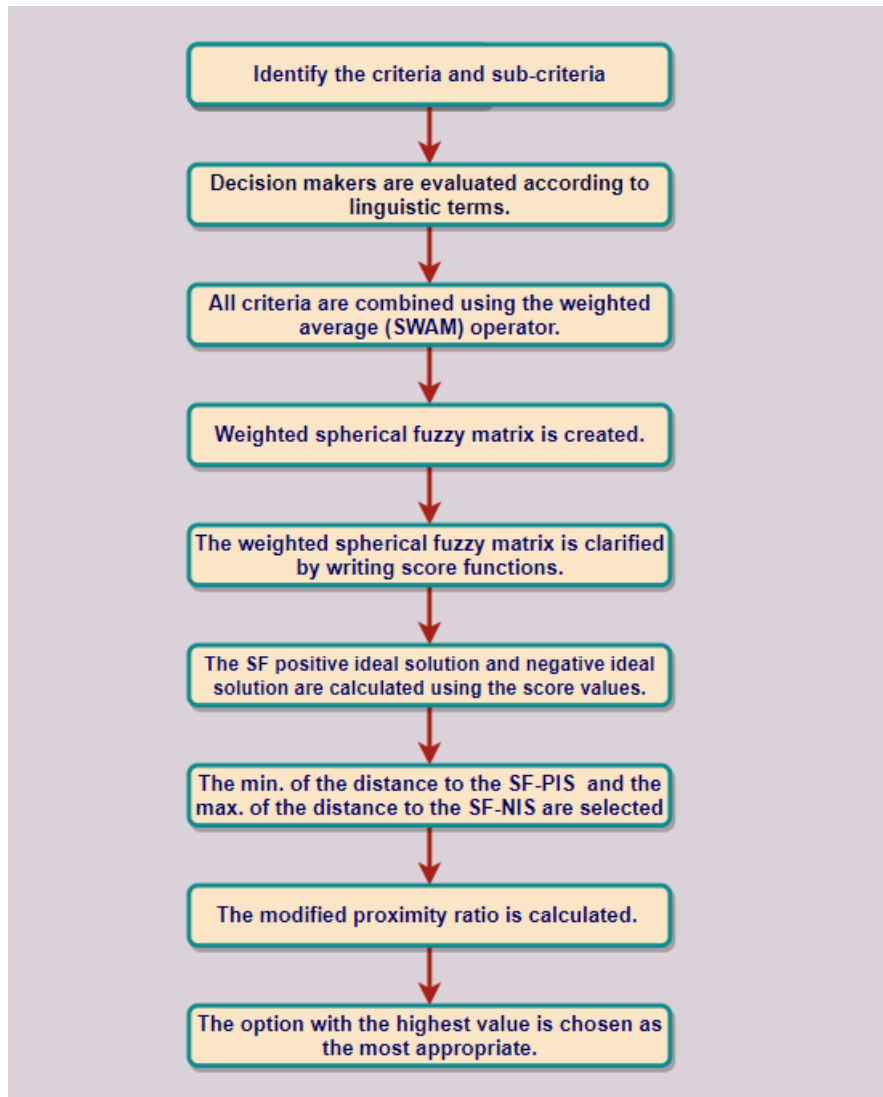 Identify the criteria and sub-criteria
Decision makers are evaluated according to
linguistic terms.
All criteria are combined using the weighted
average (SWAM) operator.
Weighted spherical fuzzy matrix is created.
The weighted spherical fuzzy matrix is clarified
by writing score functions.
The SF positive ideal solution and negative ideal
solution are calculated using the score values.
The min. of the distance to the SF-PIS and the
max. of the distance to the SF-NIS are selected
The modified proximity ratio is calculated.
The option with the highest value is chosen as
the most appropriate.